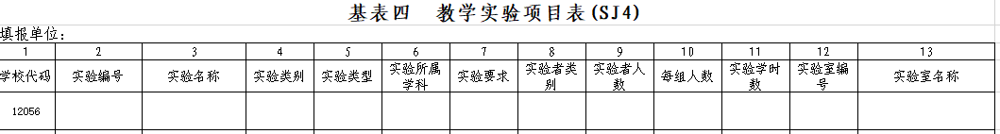 基表四 教学实验项目表(SJ4)
填报单位:
1 2 3 4 5 6 7 8 9 10 11 12 13
学校代码 实验编号 实验名称 实验类别 实验类型 实验所属学科 实验要求 实验者类别 实验者人数 每组人数 实验学时数 实验室编号 实验室名称
12056